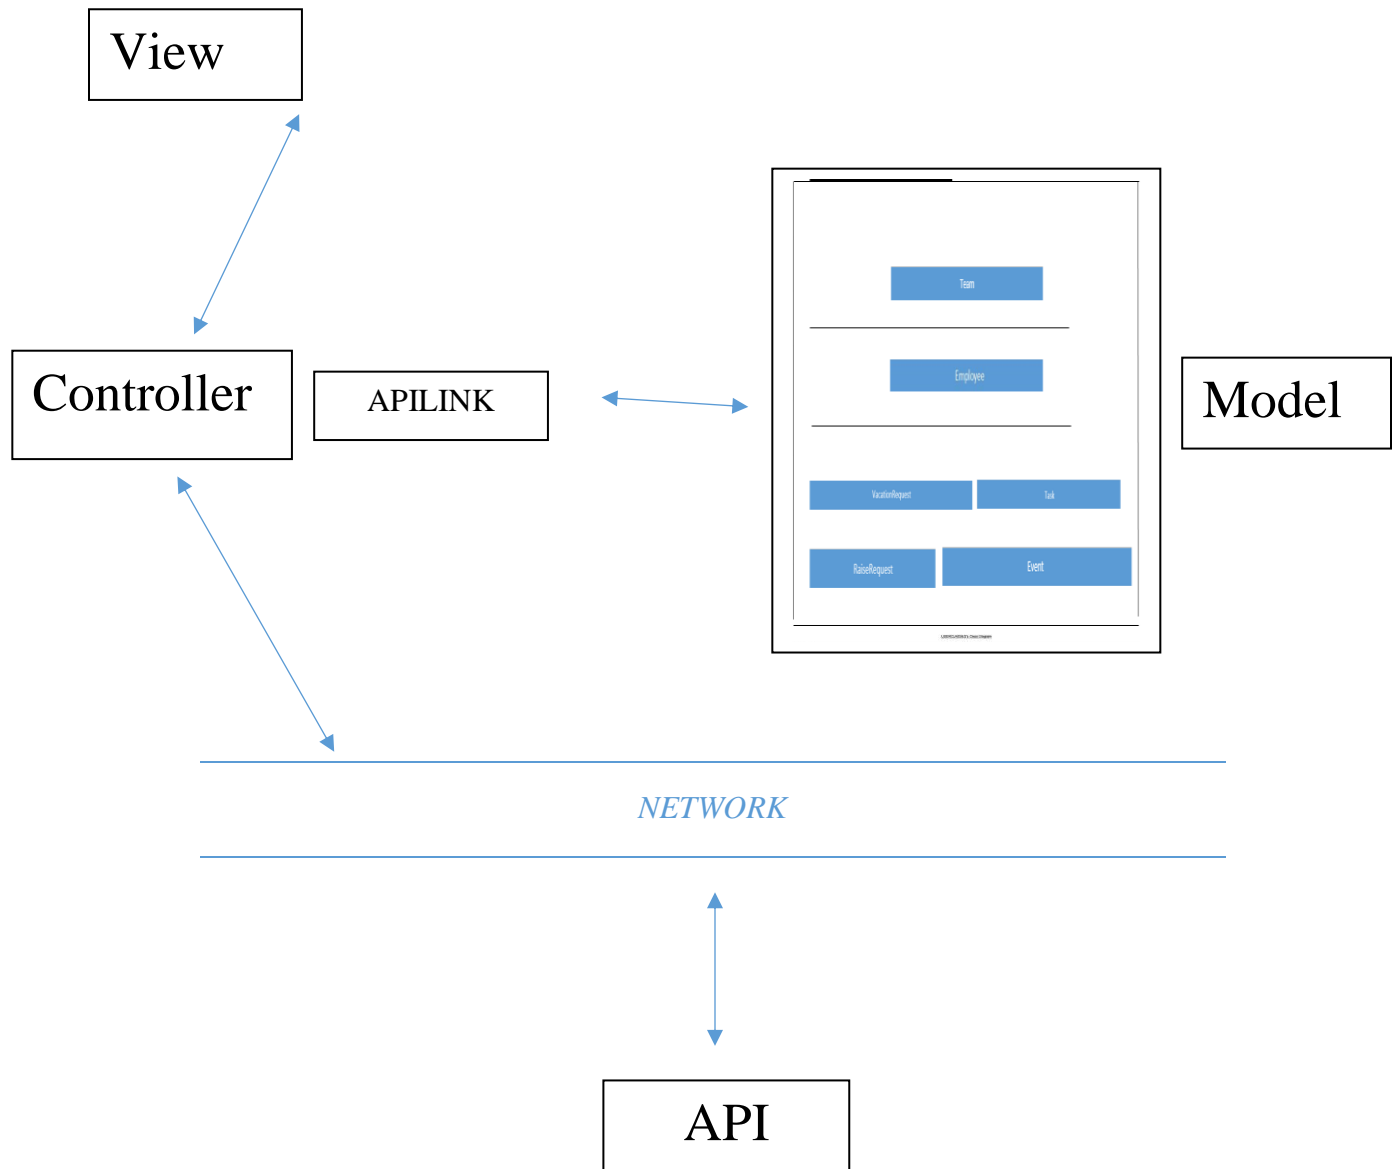 View
Team
Employee
Controller
APILINK
Model
VacationRequest
Task
RaiseRequest
Event
NETWORK
API